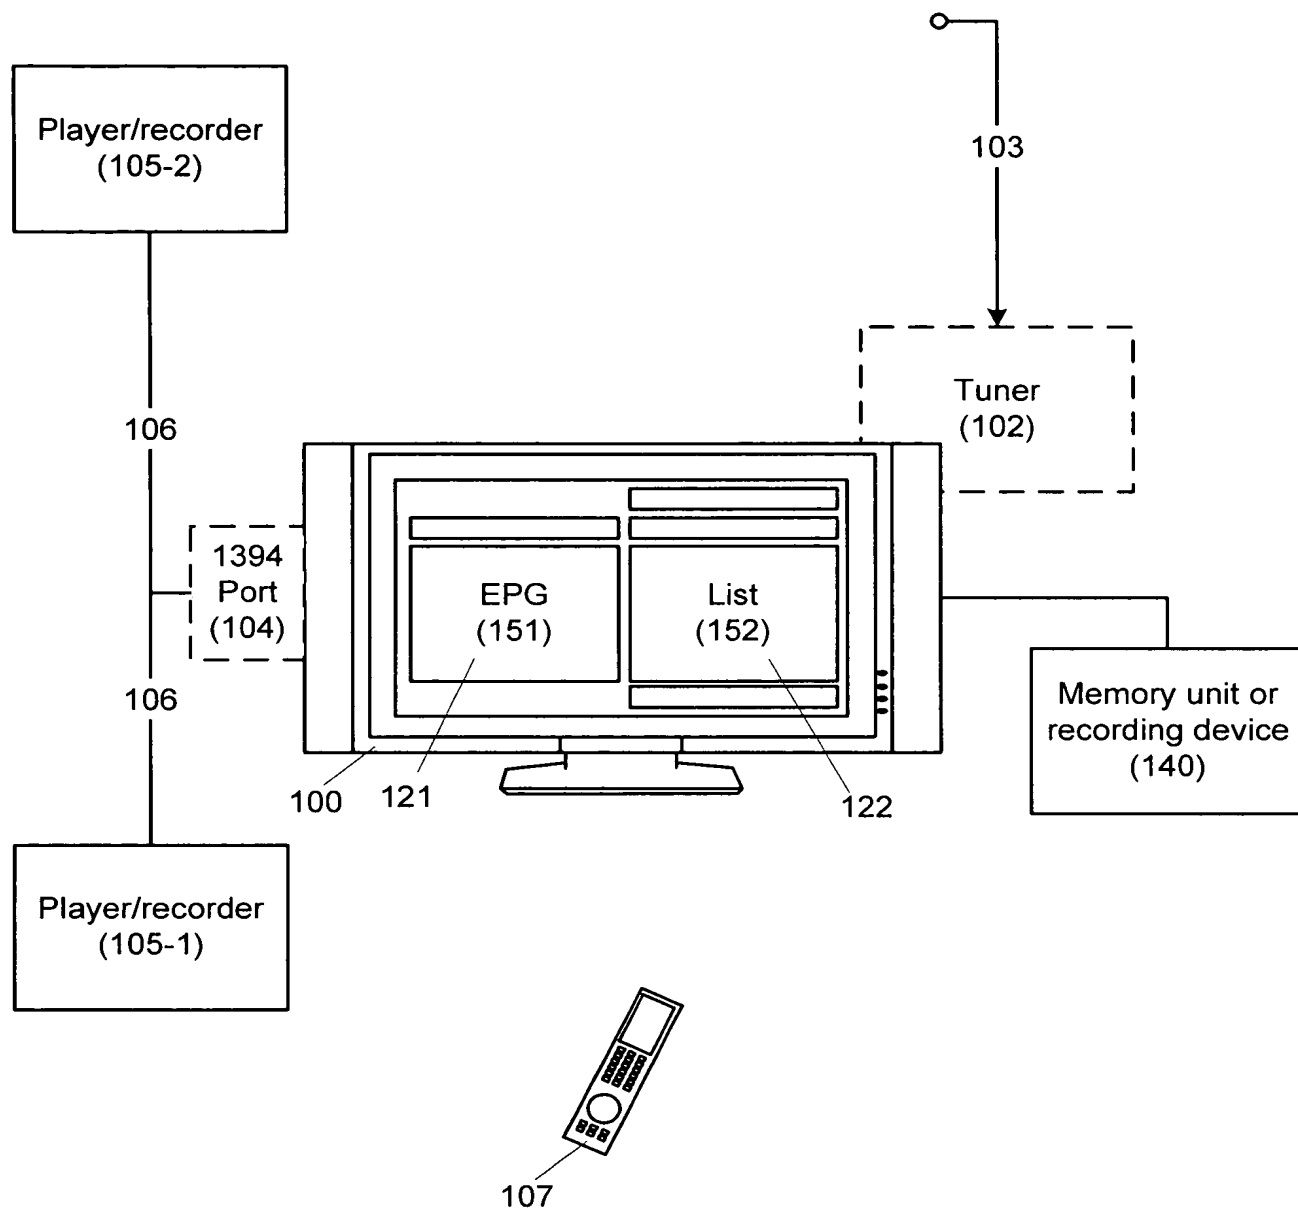 Player/recorder
(105-2)
103
Tuner
(102)
106
1394
Port
(104)
EPG
(151)
List
(152)
106
Memory unit or
recording device
(140)
100
121
122
Player/recorder
(105-1)
107